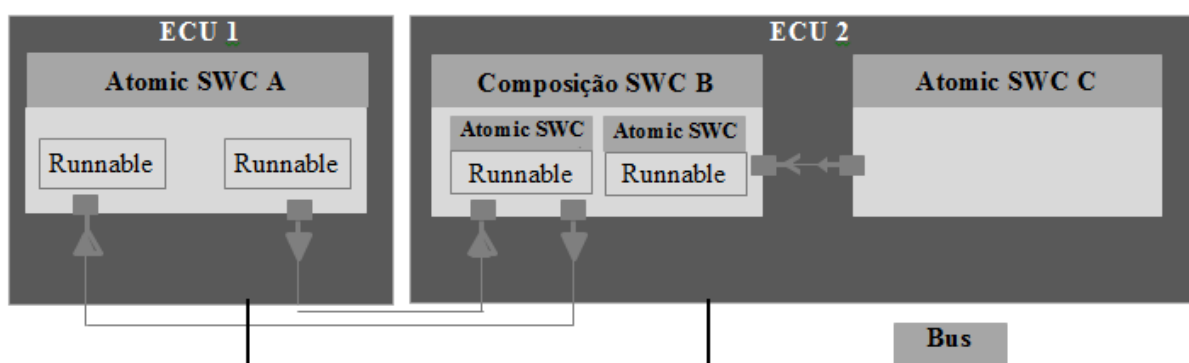 ECU 1
ECU 2
Atomic SWC A
Composição SWC B
Atomic SWC C
Atomic SWC
Atomic SWC
Runnable
Runnable
Runnable
Runnable
Bus